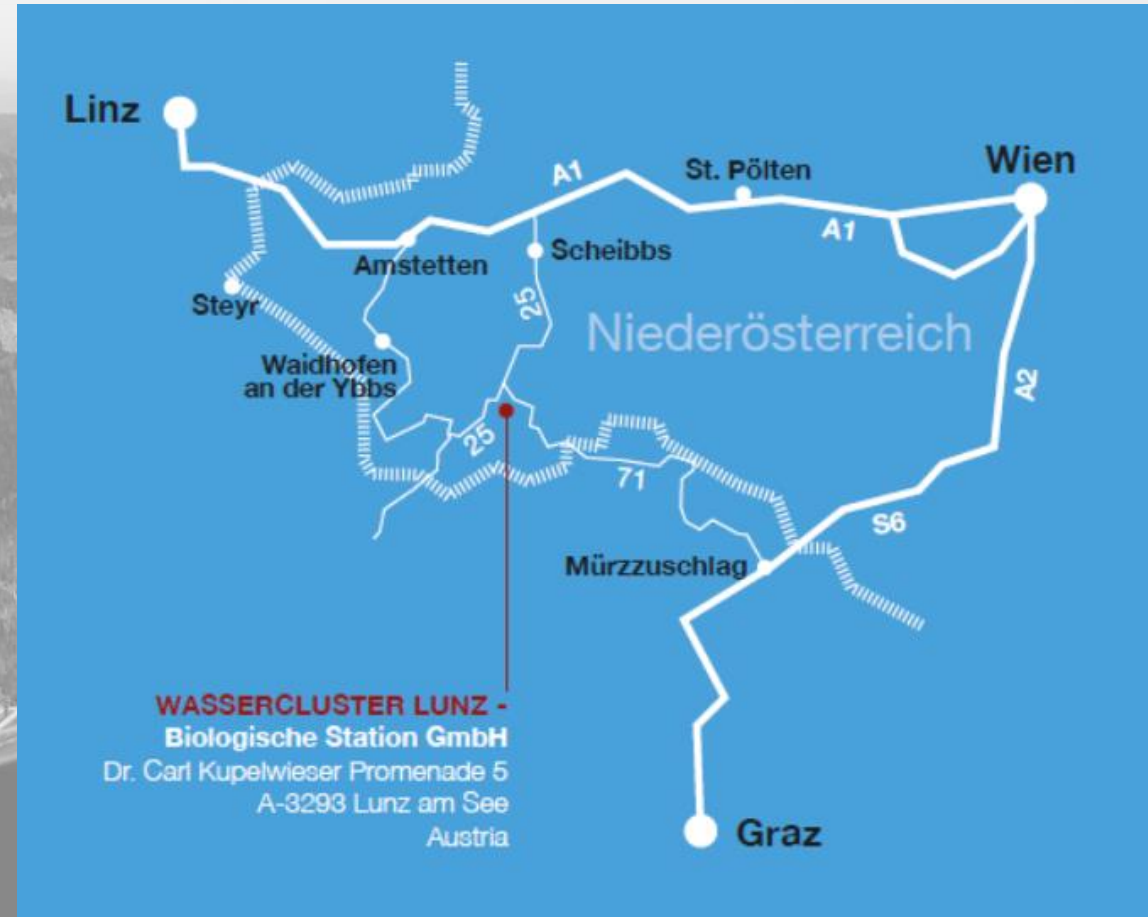 Linz
A1
St. Pölten
Wien
A1
Amstetten
Scheibbs
Steyr
25
Niederösterreich
Waidhofen
an der Ybbs
A2
25
71
S6
Mürzzuschlag
WASSERCLUSTER LUNZ -
Biologische Station GmbH
Dr. Carl Kupelwieser Promenade 5
A-3293 Lunz am See
Austria
Graz